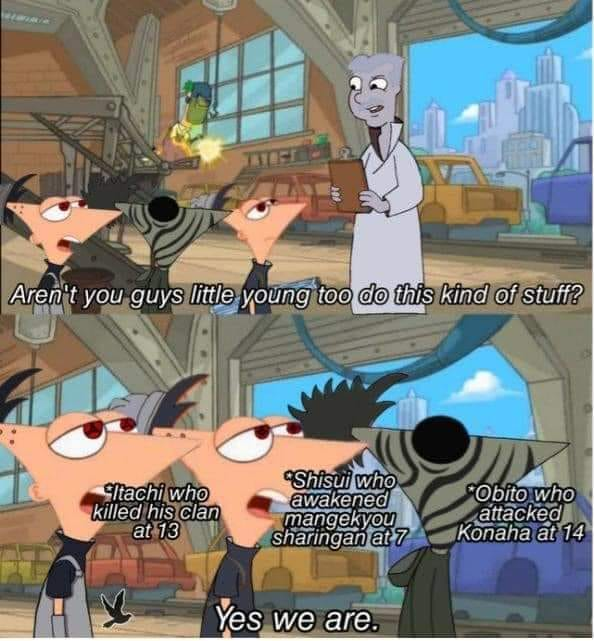 Aren't you guys little young too do this kind of stuff?
*Itachi who
killed his clan
at 13
*Shisui who
awakened
mangekyou
sharingan at 7
*Obito who
attacked
Konaha at 14
Yes we are.